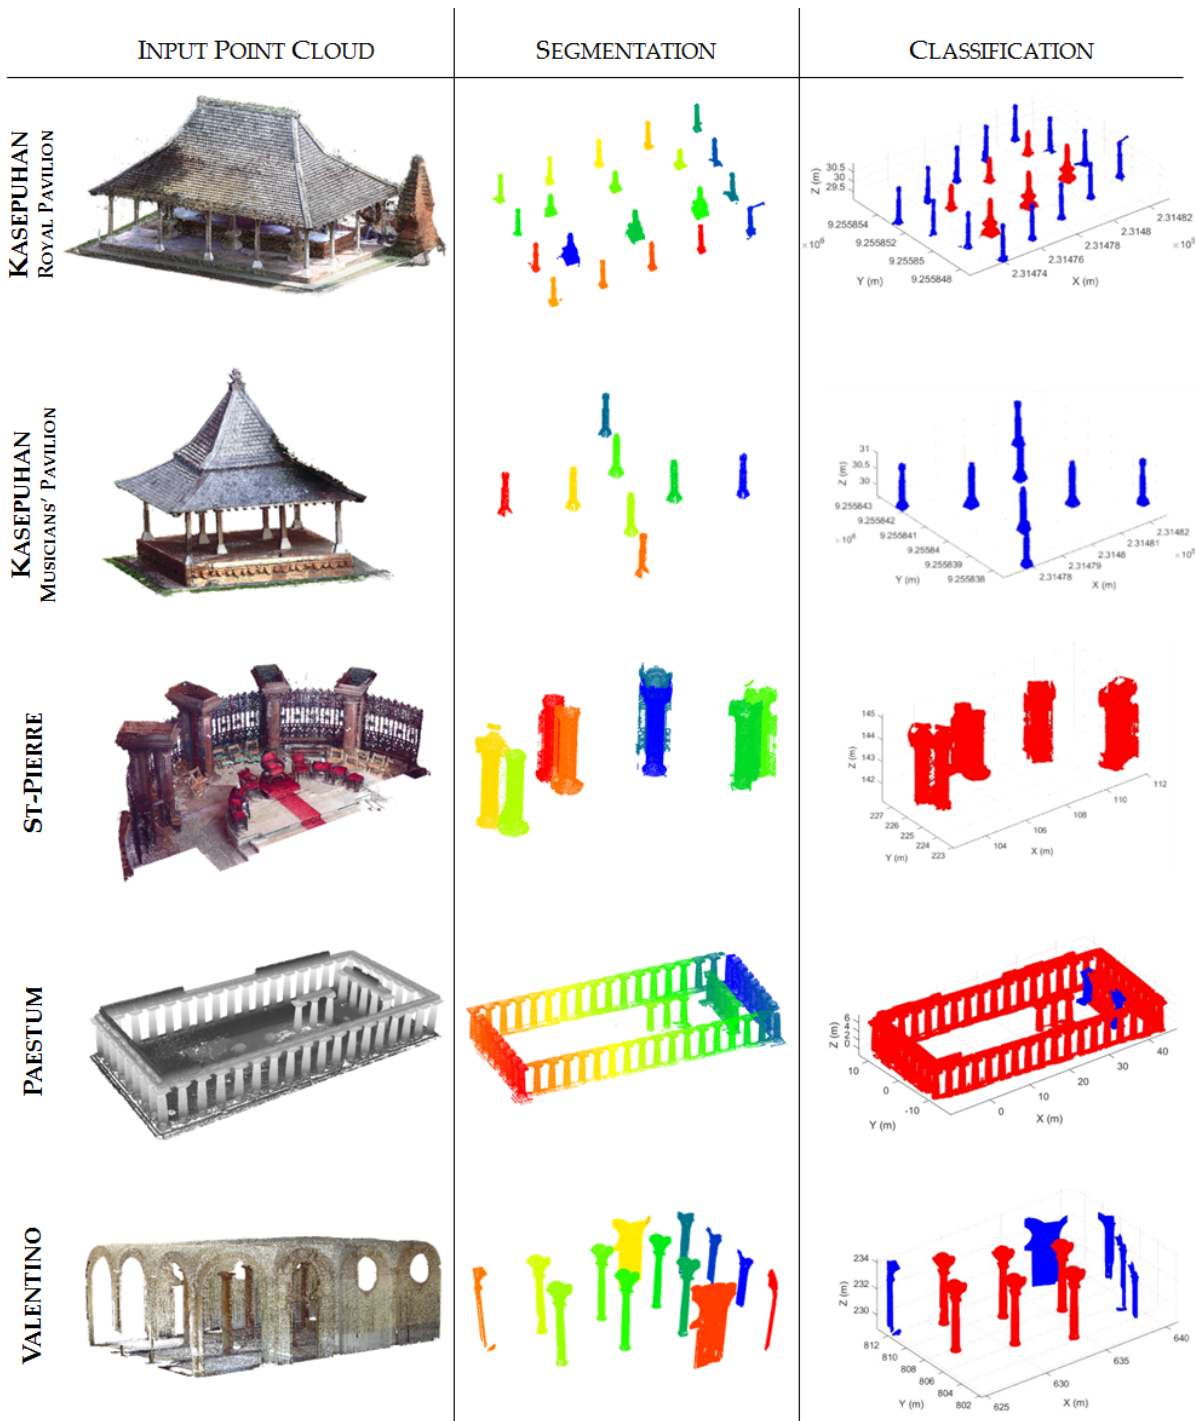 INPUT POINT CLOUD
SEGMENTATION
CLASSIFICATION
KASEPUHAN
ROYAL PAVILION
30.5
30
29.5
Z (m)
9.255854
9.255852
9.25585
9.255848
×10⁶
Y (m)
2.31474
2.31476
2.31478
2.3148
2.31482
×10⁵
X (m)
KASEPUHAN
MUSICIANS' PAVILION
31
30.5
30
Z (m)
9.255843
9.255842
9.255841
9.25584
9.255839
9.255838
×10⁶
Y (m)
2.31478
2.31479
2.3148
2.31481
2.31482
×10⁵
X (m)
ST-PIERRE
145
144
143
142
Z (m)
227
226
225
224
223
Y (m)
104
106
108
110
112
X (m)
PAESTUM
6
4
2
0
Z (m)
10
0
-10
Y (m)
0
10
20
30
40
X (m)
VALENTINO
234
232
230
Z (m)
812
810
808
806
804
802
Y (m)
625
630
635
640
X (m)